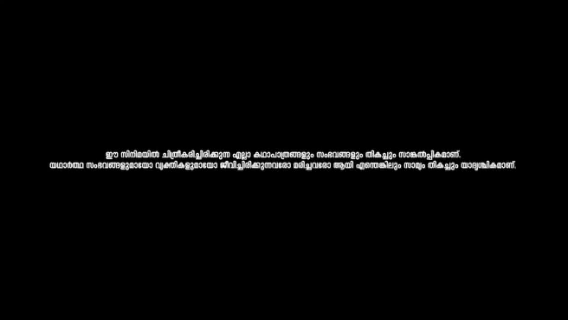 ഈ സിനിമയിൽ ചിത്രീകരിച്ചിരിക്കുന്ന എല്ലാ കഥാപാത്രങ്ങളും സംഭവങ്ങളും തികച്ചും സാങ്കൽപ്പികമാണ്.
യഥാർത്ഥ സംഭവങ്ങളുമായോ വ്യക്തികളുമായോ ജീവിച്ചിരിക്കുന്നവരോ മരിച്ചവരോ ആയി എന്തെങ്കിലും സാമ്യം തികച്ചും യാദൃശ്ചികമാണ്.